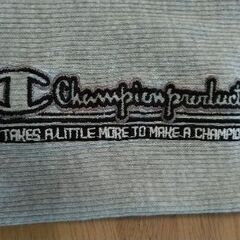 Championproduct
TAKES A LITTLE MORE TO MAKE A CHAMPIO